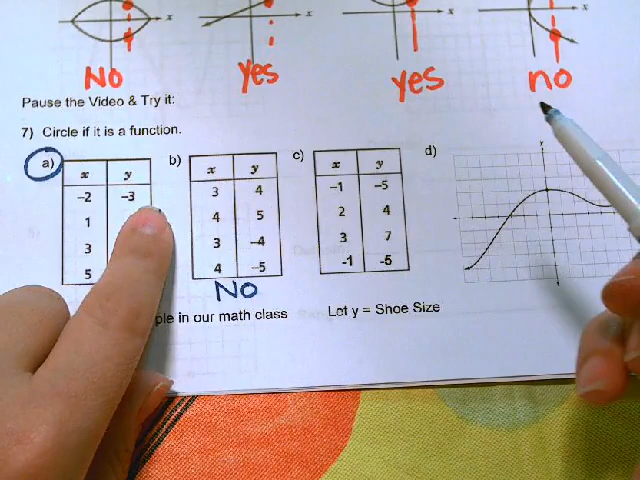 x x x
No yes yes no
Pause the Video & Try it:
7) Circle if it is a function.
a) b) c) d)
x y x y x y y
-2 -3 3 4 -1 -5
1 4 5 2 4
3 3 -4 3 7
5 4 -5 -1 -5
NO
in our math class Let y = Shoe Size